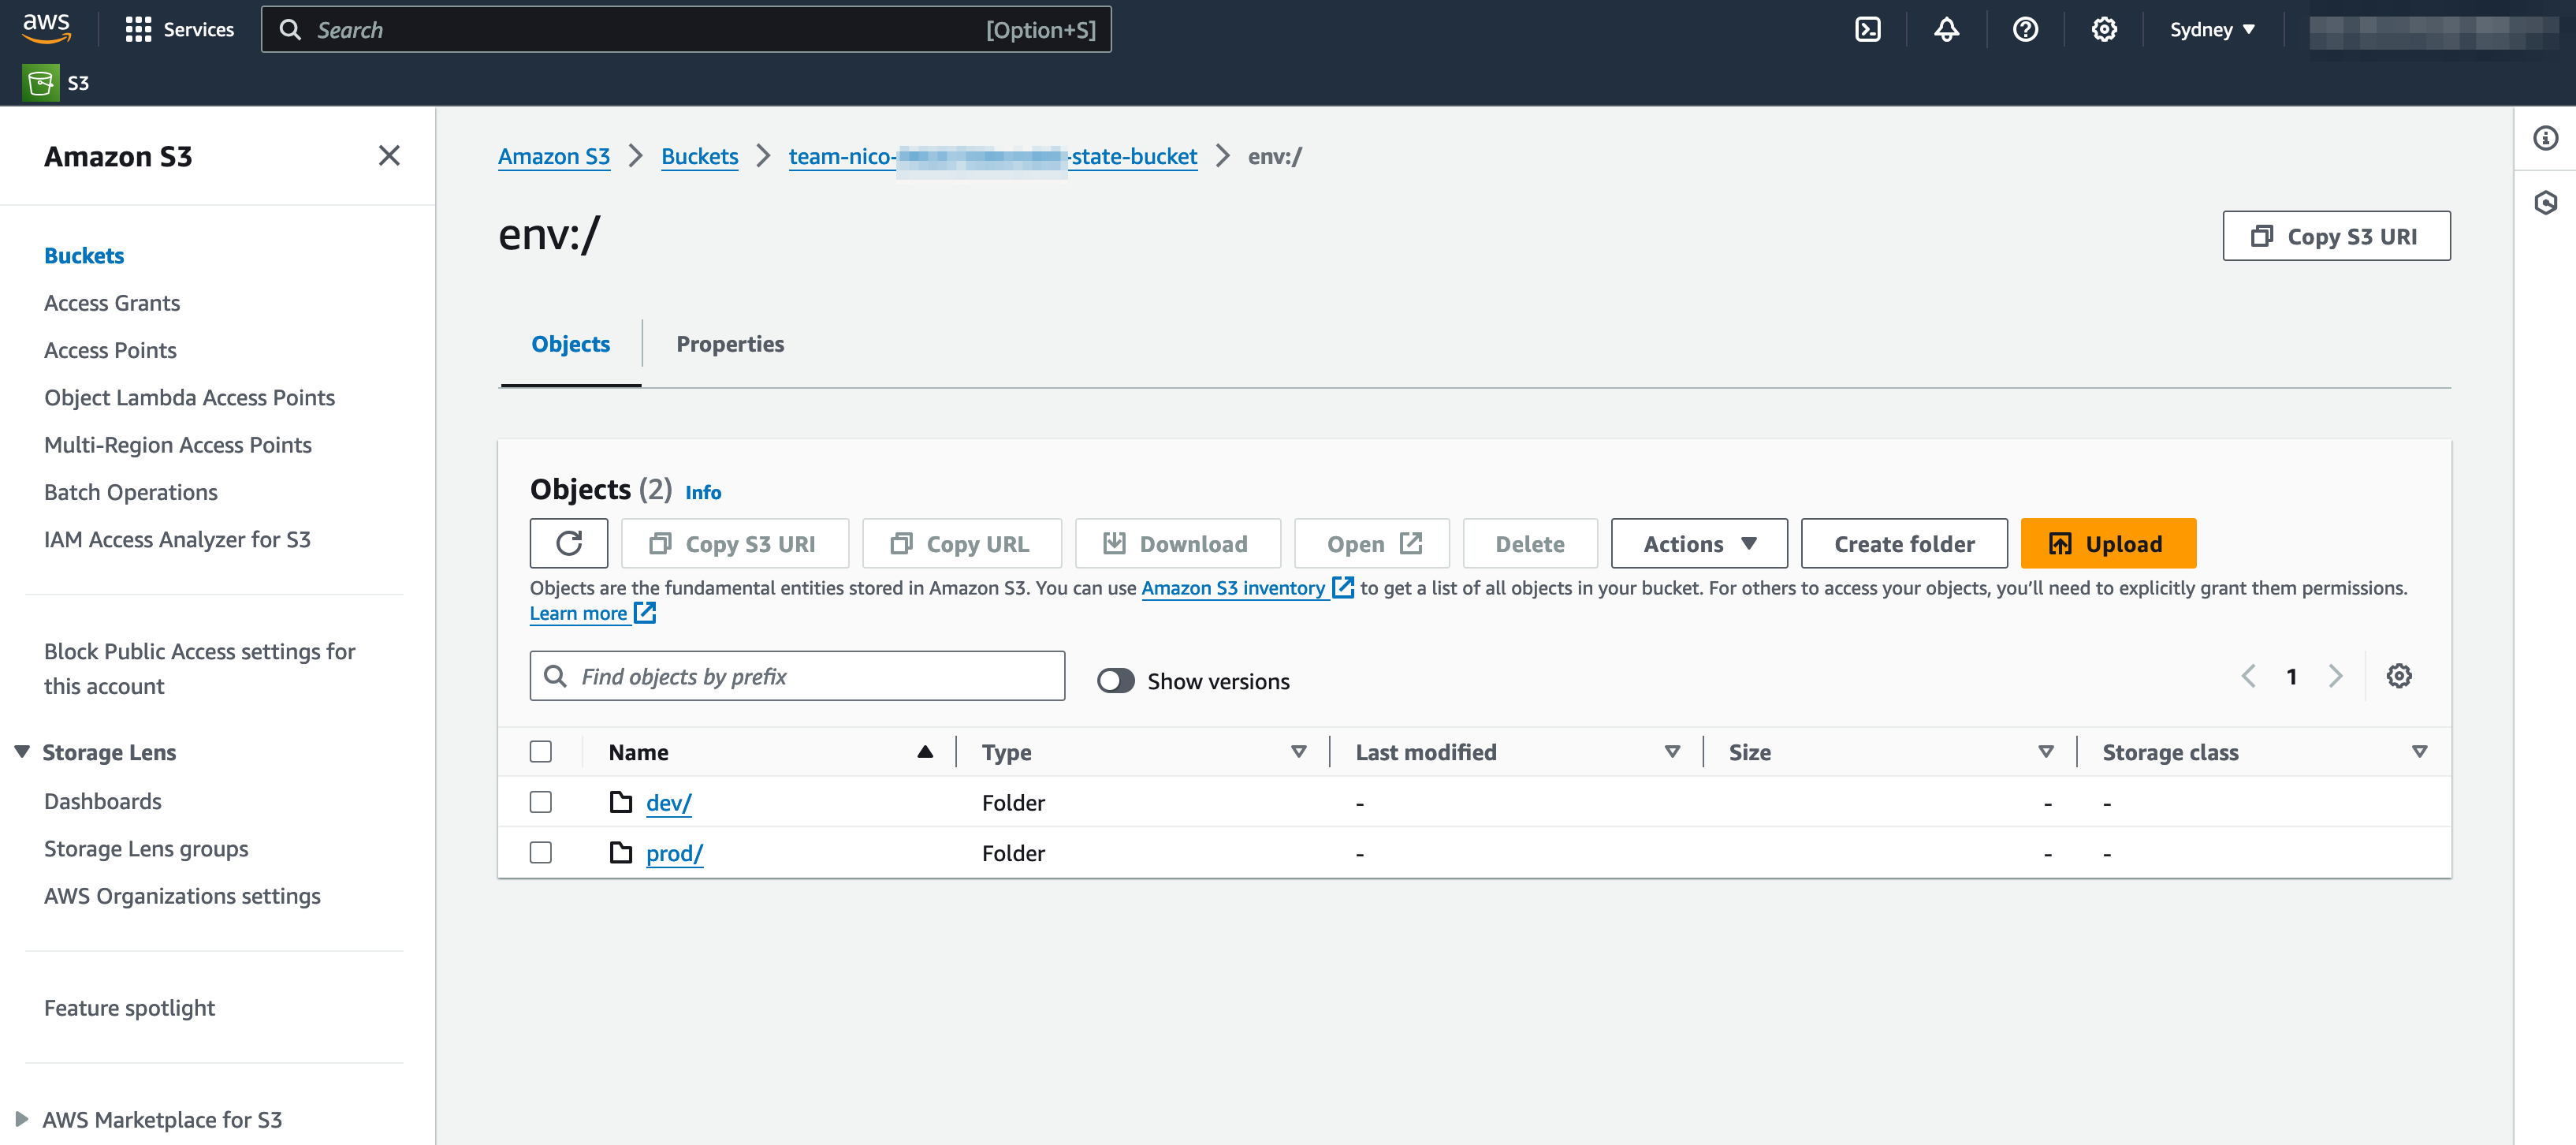 aws
Services
Search
[Option+S]
Sydney
S3
Amazon S3
Buckets
Access Grants
Access Points
Object Lambda Access Points
Multi-Region Access Points
Batch Operations
IAM Access Analyzer for S3
Block Public Access settings for
this account
Storage Lens
Dashboards
Storage Lens groups
AWS Organizations settings
Feature spotlight
AWS Marketplace for S3
Amazon S3 > Buckets > team-nico- -state-bucket > env:/
env:/
Copy S3 URI
Objects
Properties
Objects (2) Info
Copy S3 URI
Copy URL
Download
Open
Delete
Actions
Create folder
Upload
Objects are the fundamental entities stored in Amazon S3. You can use Amazon S3 inventory to get a list of all objects in your bucket. For others to access your objects, you’ll need to explicitly grant them permissions.
Learn more
Find objects by prefix
Show versions
1
Name Type Last modified Size Storage class
dev/ Folder - - -
prod/ Folder - - -